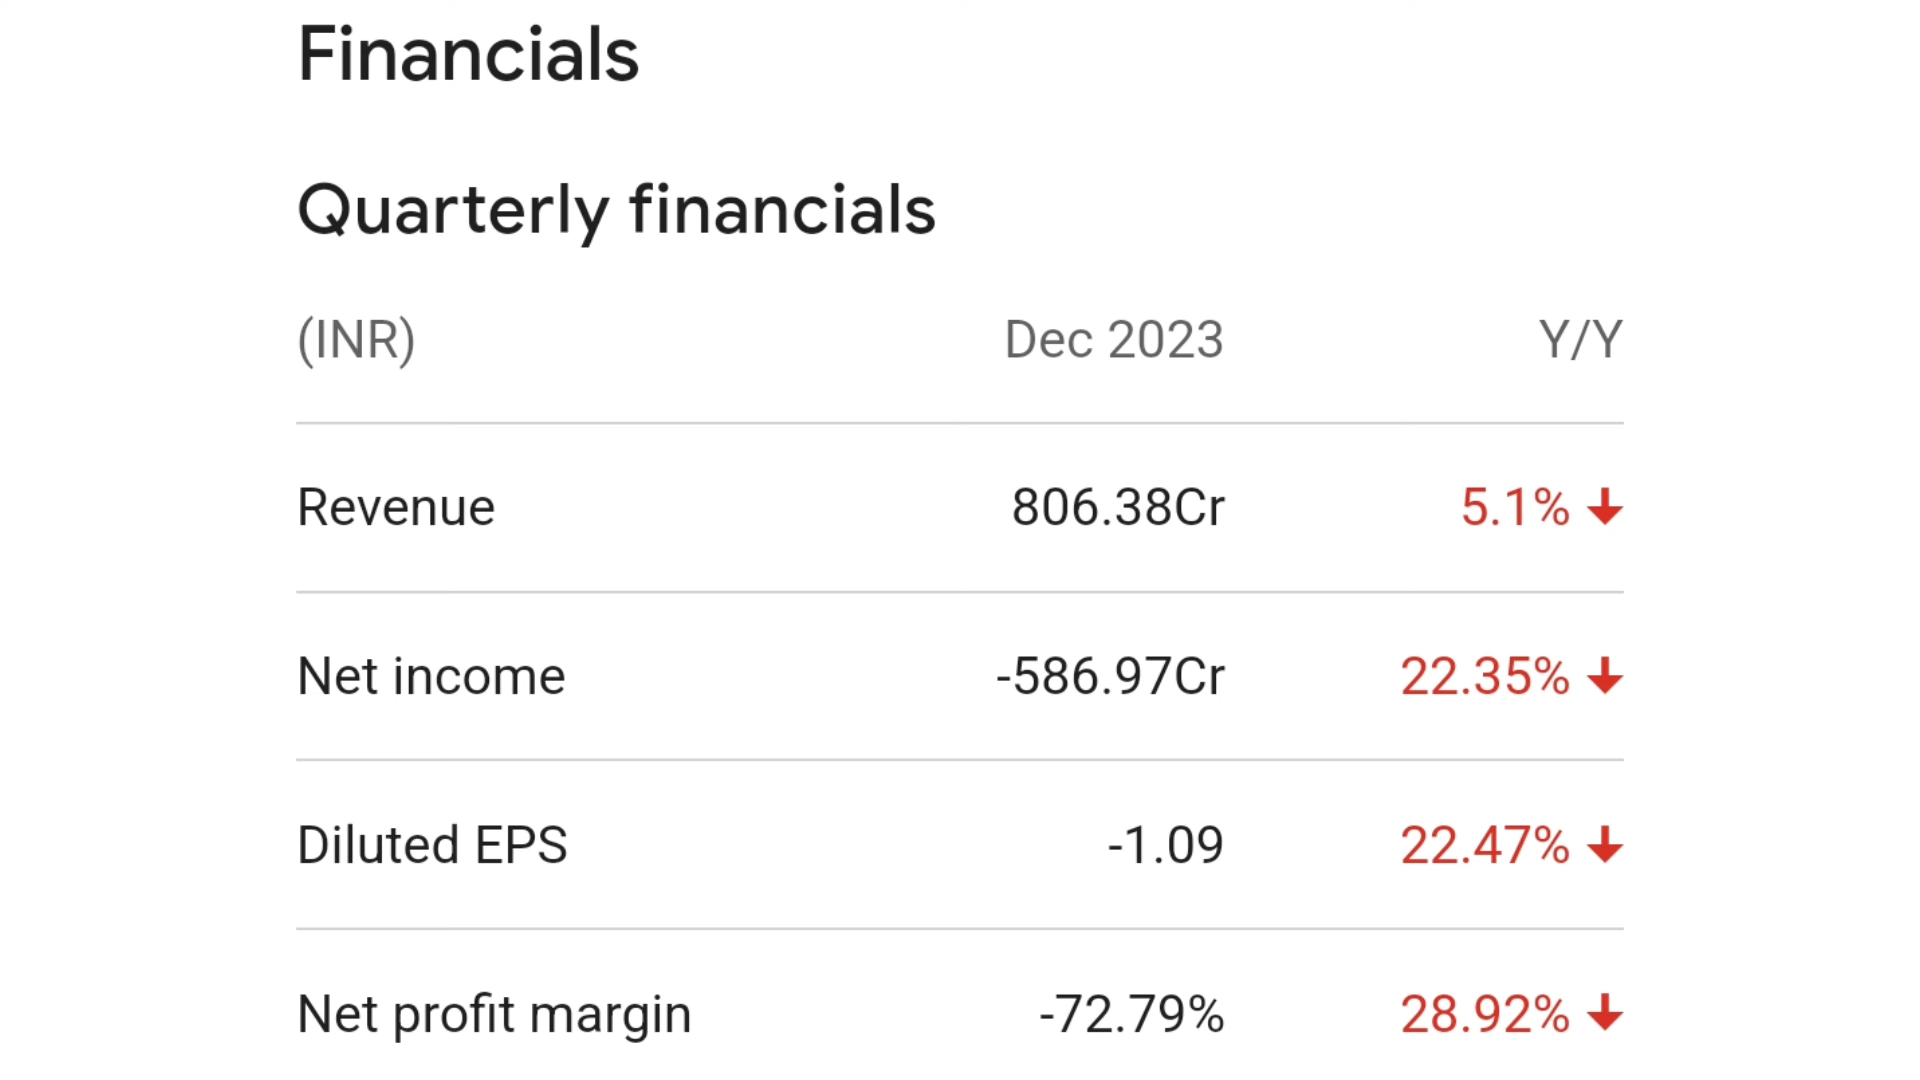 Financials
Quarterly financials
(INR) Dec 2023 Y/Y
Revenue 806.38Cr 5.1%
Net income -586.97Cr 22.35%
Diluted EPS -1.09 22.47%
Net profit margin -72.79% 28.92%